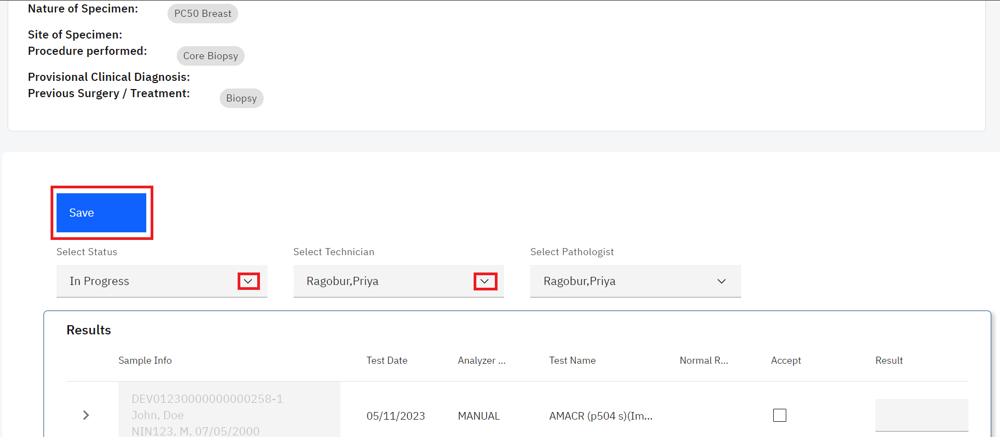 Nature of Specimen: PC50 Breast
Site of Specimen:
Procedure performed: Core Biopsy
Provisional Clinical Diagnosis:
Previous Surgery / Treatment: Biopsy
Save
Select Status Select Technician Select Pathologist
In Progress Ragobur,Priya Ragobur,Priya
Results
Sample Info Test Date Analyzer ... Test Name Normal R... Accept Result
DEV01230000000000258-1
John, Doe
05/11/2023 MANUAL AMACR (p504 s)(Im...
NIN123, M, 07/05/2000